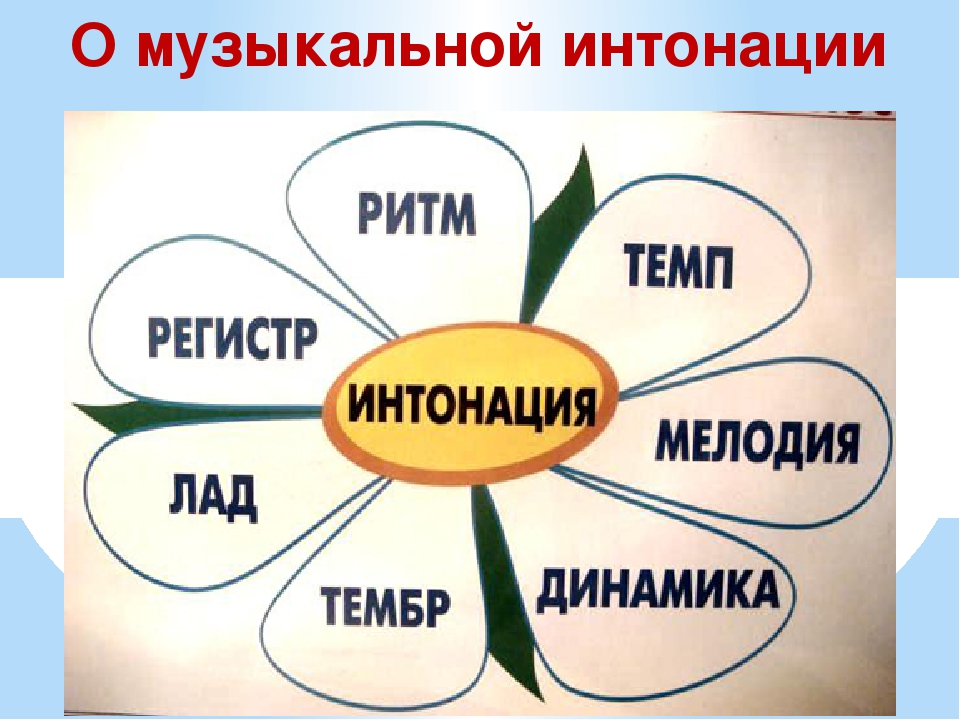 О музыкальной интонации
РИТМ
ТЕМП
РЕГИСТР
ИНТОНАЦИЯ
МЕЛОДИЯ
ЛАД
ТЕМБР
ДИНАМИКА